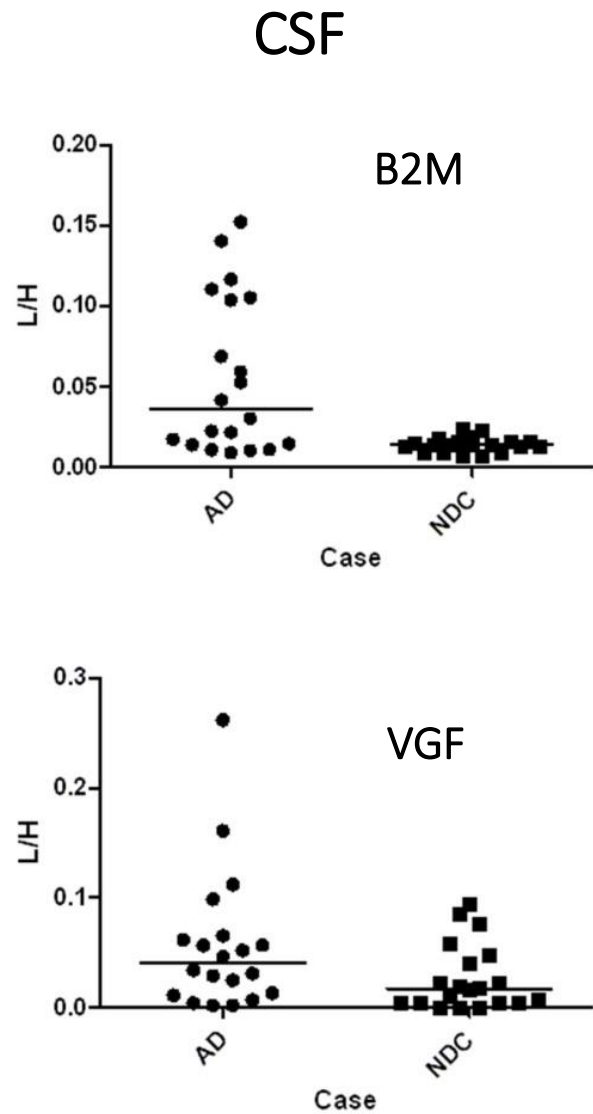 CSF
B2M
0.20
0.15
0.10
0.05
0.00
L/H
AD
NDC
Case
VGF
0.3
0.2
0.1
0.0
L/H
AD
NDC
Case